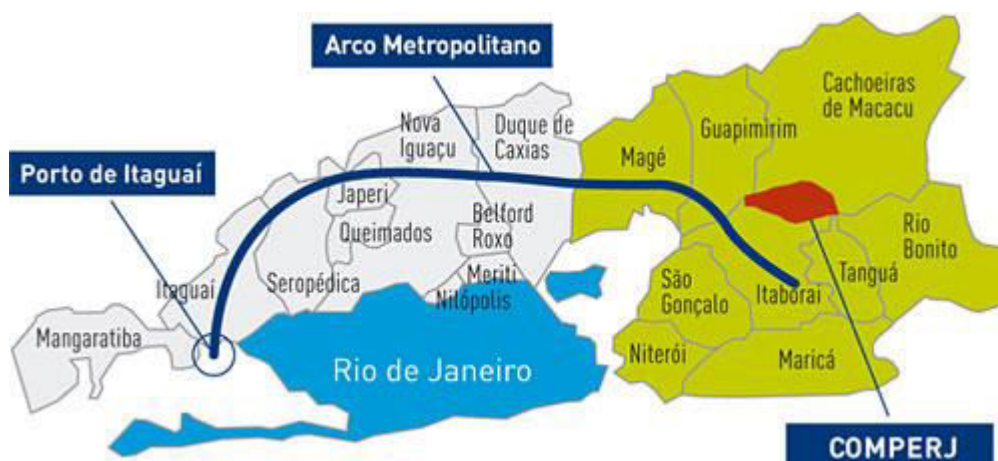 Arco Metropolitano
Cachoeiras
de Macacu
Nova
Iguaçu
Duque de
Caxias
Guapimirim
Magé
Porto de Itaguaí
Japeri
Belford
Roxo
Queimados
Rio
Bonito
Itaguaí
Seropédica
Meriti
Nilópolis
São
Gonçalo
Itaboraí
Tanguá
Mangaratiba
Rio de Janeiro
Niterói
Maricá
COMPERJ